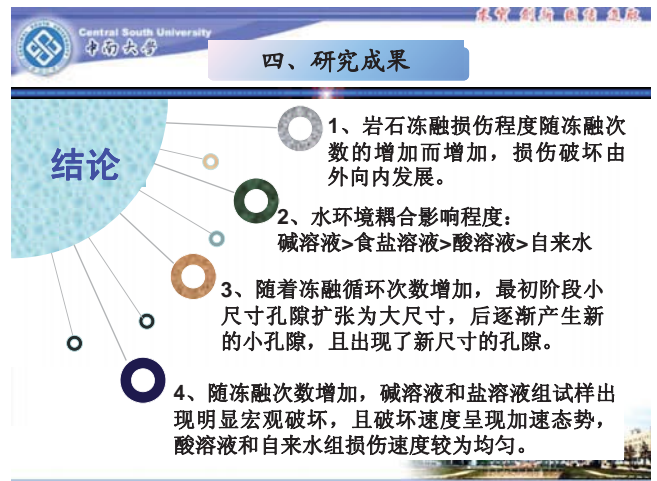 求实 创新 团结 进取
Central South University
中南大学
四、研究成果
结论
1、岩石冻融损伤程度随冻融次
数的增加而增加，损伤破坏由
外向内发展。
2、水环境耦合影响程度：
碱溶液>食盐溶液>酸溶液>自来水
3、随着冻融循环次数增加，最初阶段小
尺寸孔隙扩张为大尺寸，后逐渐产生新
的小孔隙，且出现了新尺寸的孔隙。
4、随冻融次数增加，碱溶液和盐溶液组试样出
现明显宏观破坏，且破坏速度呈现加速态势，
酸溶液和自来水组损伤速度较为均匀。